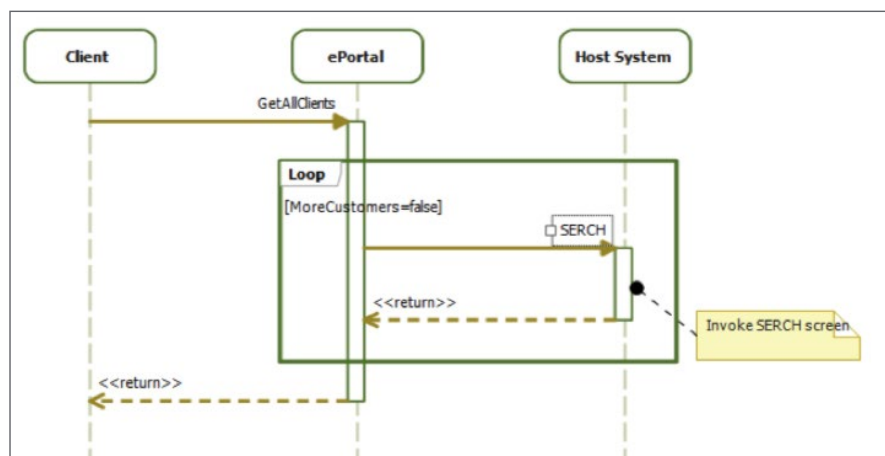 Client
ePortal
Host System
GetAllClients
Loop
[MoreCustomers=false]
SERCH
<<return>>
Invoke SERCH screen
<<return>>